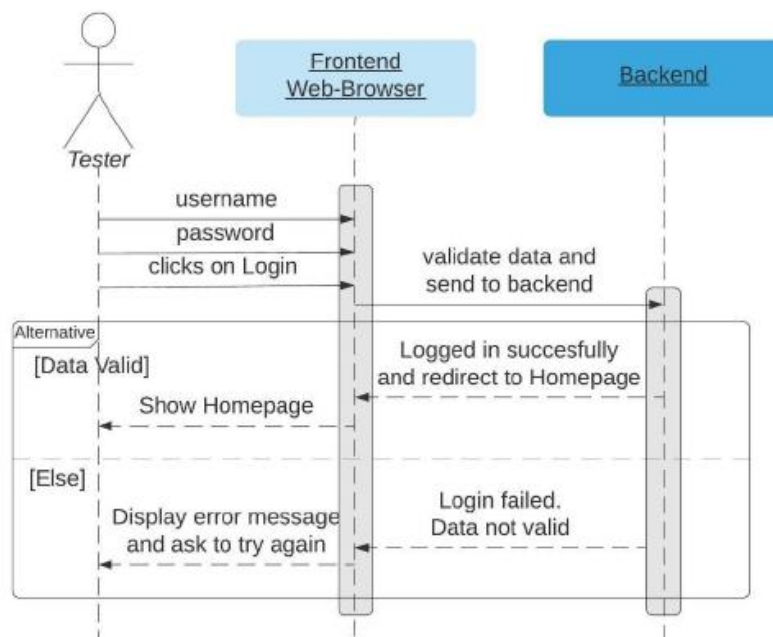 Frontend
Web-Browser
Backend
Tester
username
password
clicks on Login
validate data and
send to backend
Alternative
[Data Valid]
Logged in succesfully
and redirect to Homepage
Show Homepage
[Else]
Login failed.
Data not valid
Display error message
and ask to try again